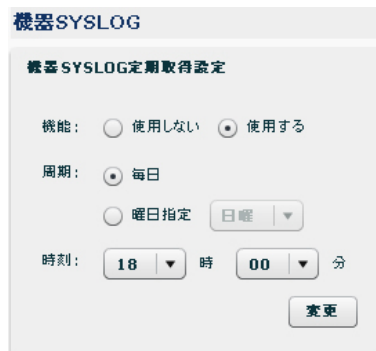 機器SYSLOG
機器SYSLOG定期取得設定
機能: 使用しない 使用する
周期: 毎日
曜日指定 日曜
時刻: 18 時 00 分
変更